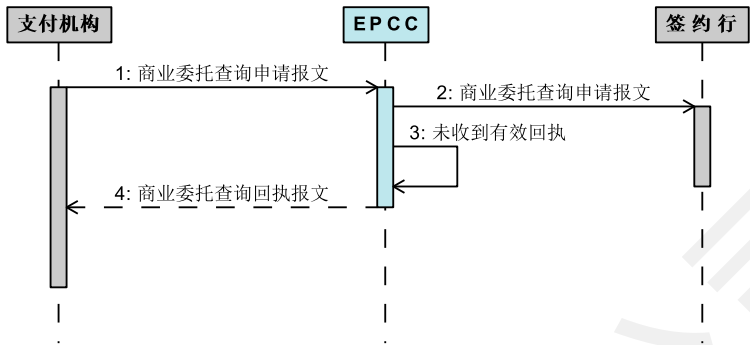 支付机构
EPCC
签约行
1: 商业委托查询申请报文
2: 商业委托查询申请报文
3: 未收到有效回执
4: 商业委托查询回执报文